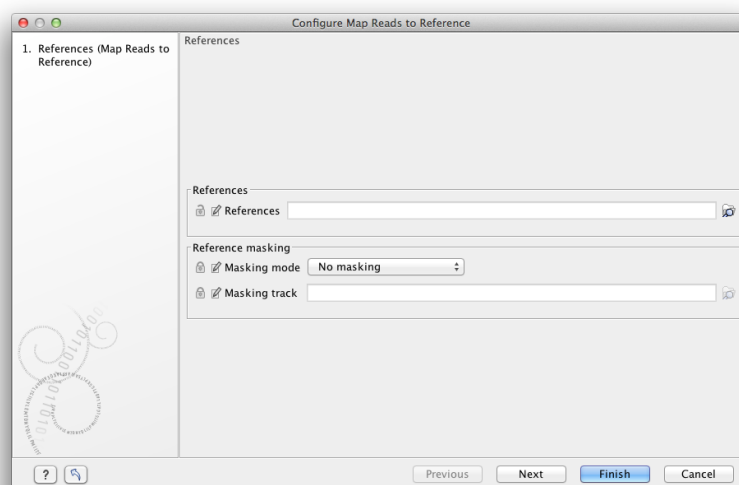 Configure Map Reads to Reference
1. References (Map Reads to
Reference)
References
References
References
Reference masking
Masking mode No masking
Masking track
? Previous Next Finish Cancel